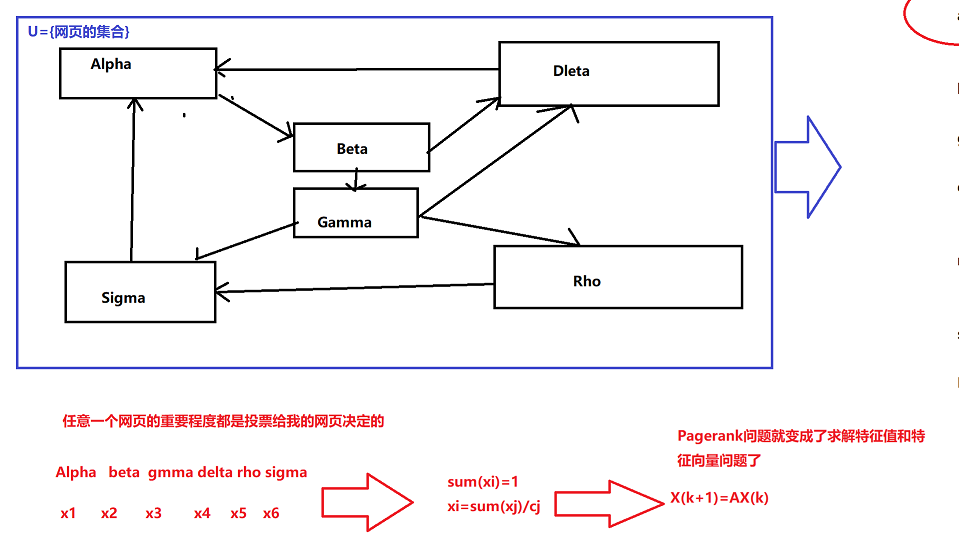 U={网页的集合}
Alpha
Dleta
Beta
Gamma
Sigma
Rho
任意一个网页的重要程度都是投票给我的网页决定的
Alpha beta gmma delta rho sigma
x1 x2 x3 x4 x5 x6
sum(xi)=1
xi=sum(xj)/cj
Pagerank问题就变成了求解特征值和特
征向量问题了
X(k+1)=AX(k)